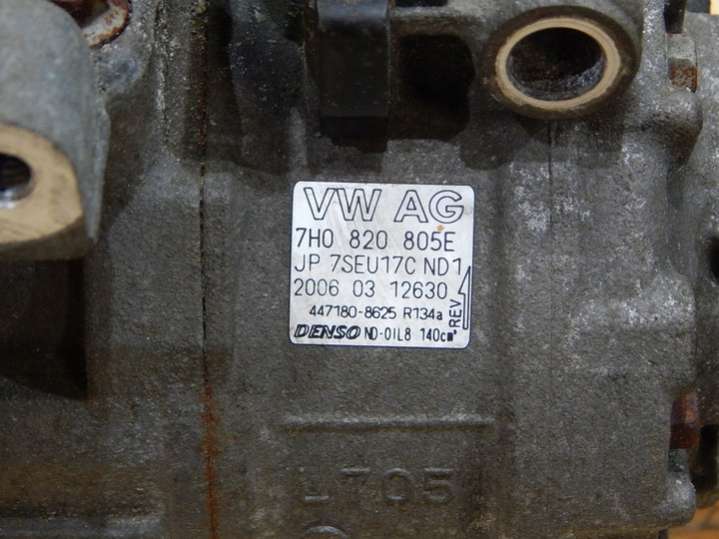 VW AG
7H0 820 805E
JP 7SEU17C ND1
2006 03 12630
447180-8625 R134a
REV
DENSO ND-OIL8 140cm³
L705